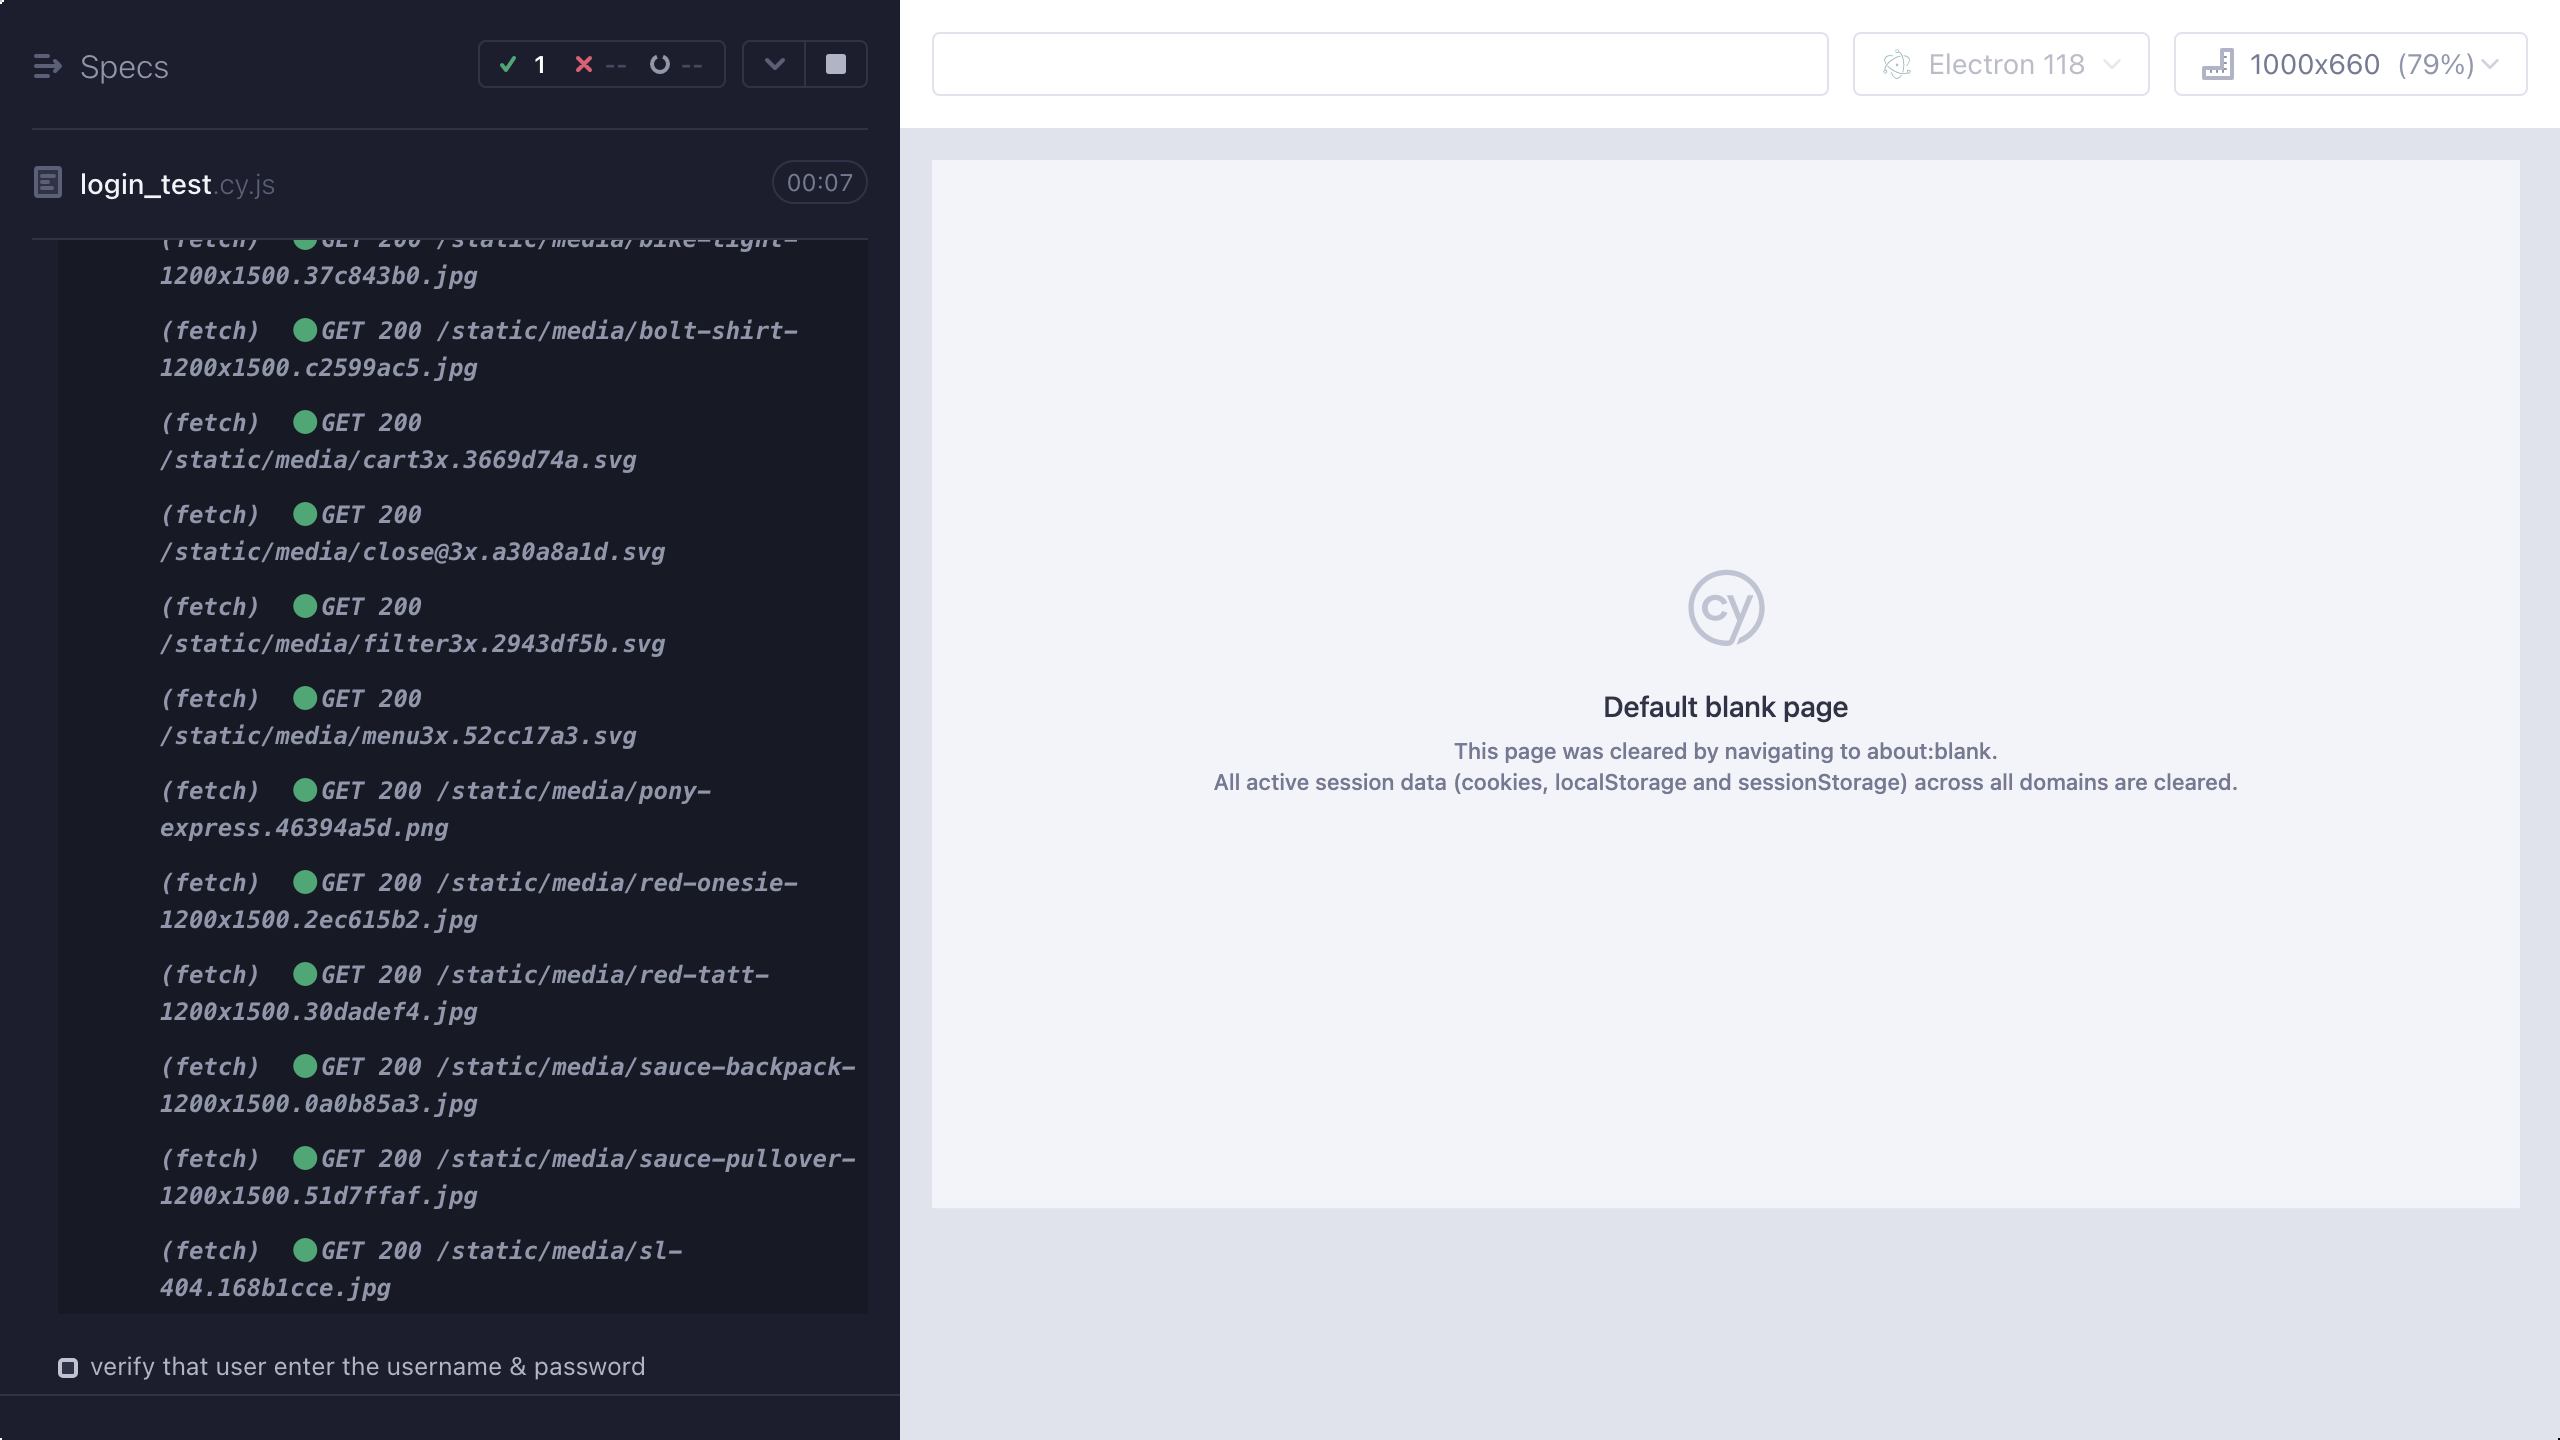 Specs
1
--
--
login_test.cy.js
00:07
(fetch) GET 200 /static/media/bike-light-
1200x1500.37c843b0.jpg
(fetch) GET 200 /static/media/bolt-shirt-
1200x1500.c2599ac5.jpg
(fetch) GET 200
/static/media/cart3x.3669d74a.svg
(fetch) GET 200
/static/media/close@3x.a30a8a1d.svg
(fetch) GET 200
/static/media/filter3x.2943df5b.svg
(fetch) GET 200
/static/media/menu3x.52cc17a3.svg
(fetch) GET 200 /static/media/pony-
express.46394a5d.png
(fetch) GET 200 /static/media/red-onesie-
1200x1500.2ec615b2.jpg
(fetch) GET 200 /static/media/red-tatt-
1200x1500.30dadef4.jpg
(fetch) GET 200 /static/media/sauce-backpack-
1200x1500.0a0b85a3.jpg
(fetch) GET 200 /static/media/sauce-pullover-
1200x1500.51d7ffaf.jpg
(fetch) GET 200 /static/media/sl-
404.168b1cce.jpg
verify that user enter the username & password
Electron 118
1000x660 (79%)
cy
Default blank page
This page was cleared by navigating to about:blank.
All active session data (cookies, localStorage and sessionStorage) across all domains are cleared.